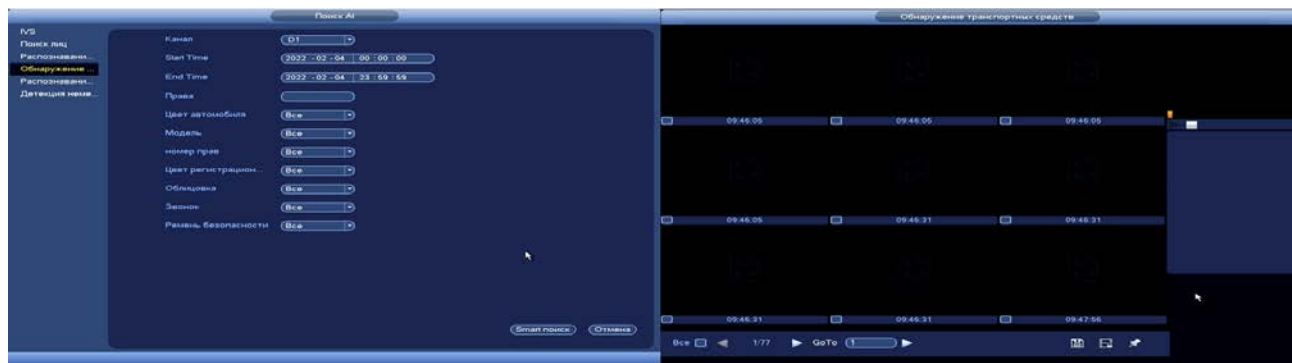 Поиск AI
IVS
Поиск лиц
Распознавани...
Обнаружение ...
Распознавани...
Детекция неме...
Канал D1
Start Time 2022 - 02 - 04 00 : 00 : 00
End Time 2022 - 02 - 04 23 : 59 : 59
Права
Цвет автомобиля Все
Модель Все
номер прав Все
Цвет регистрацион... Все
Облицовка Все
Звонок Все
Ремень безопасности Все
Smart поиск Отмена
Обнаружение транспортных средств
09:46:05 09:46:05 09:46:05
09:46:05 09:46:31 09:46:31
09:46:31 09:46:31 09:47:56
Все 1/77 GoTo 1